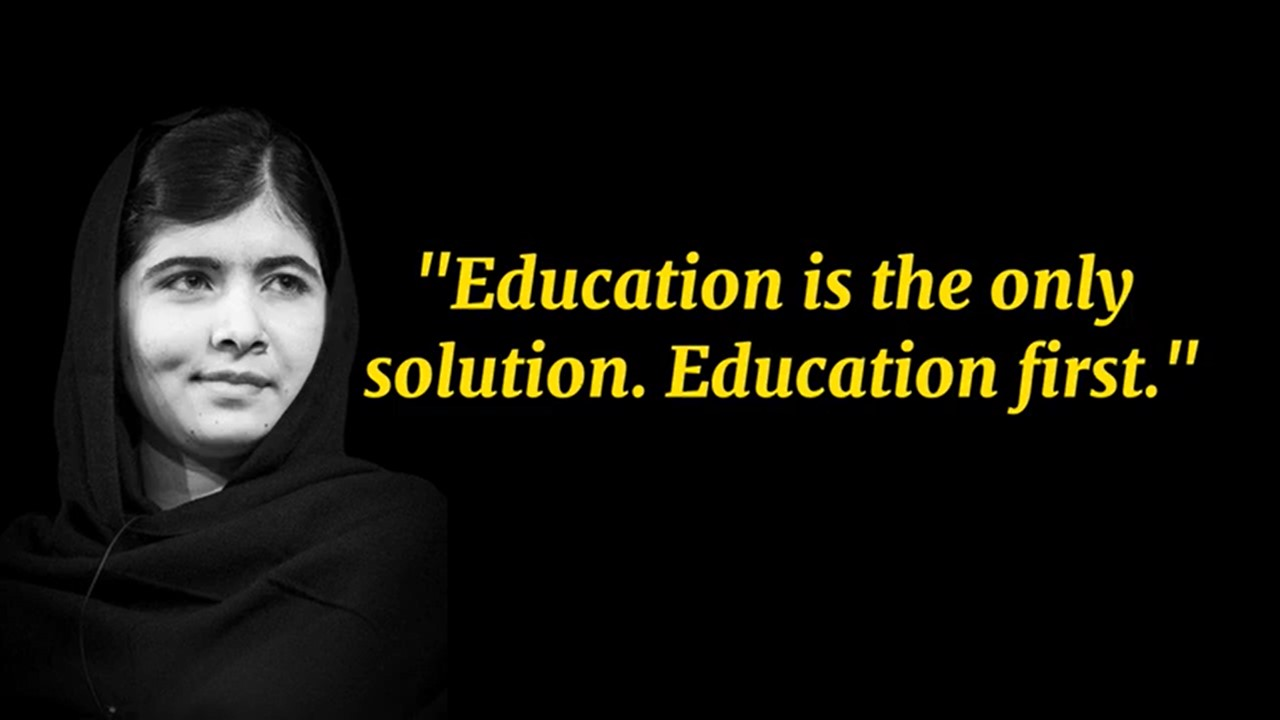 "Education is the only
solution. Education first."